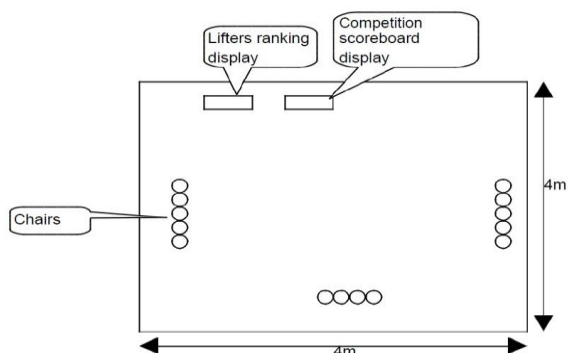 Lifters ranking
display
Competition
scoreboard
display
Chairs
4m
4m